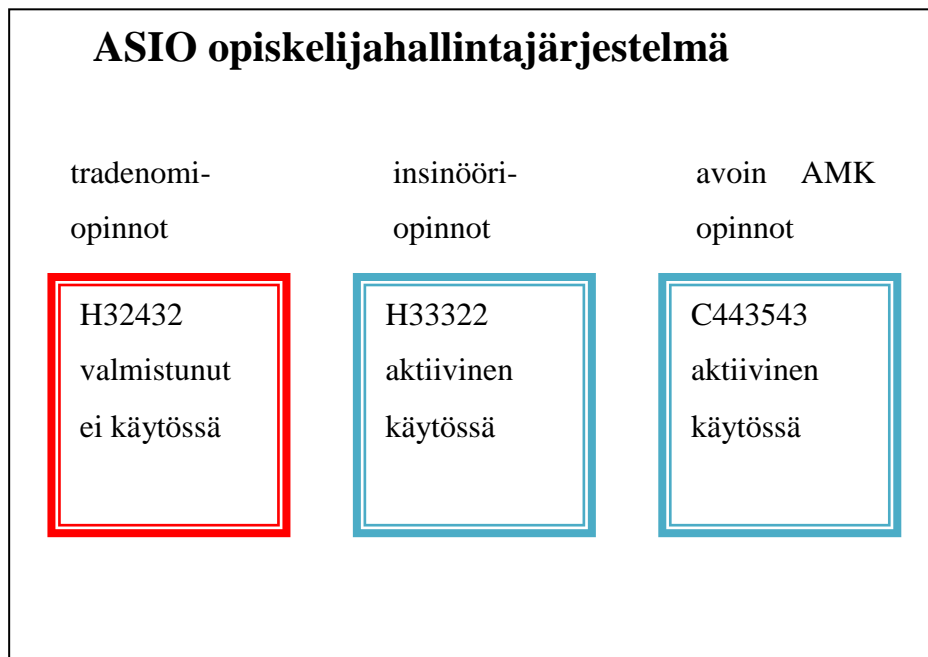 ASIO opiskelijahallintajärjestelmä
tradenomi-
opinnot
insinööri-
opinnot
avoin AMK
opinnot
H32432
valmistunut
ei käytössä
H33322
aktiivinen
käytössä
C443543
aktiivinen
käytössä